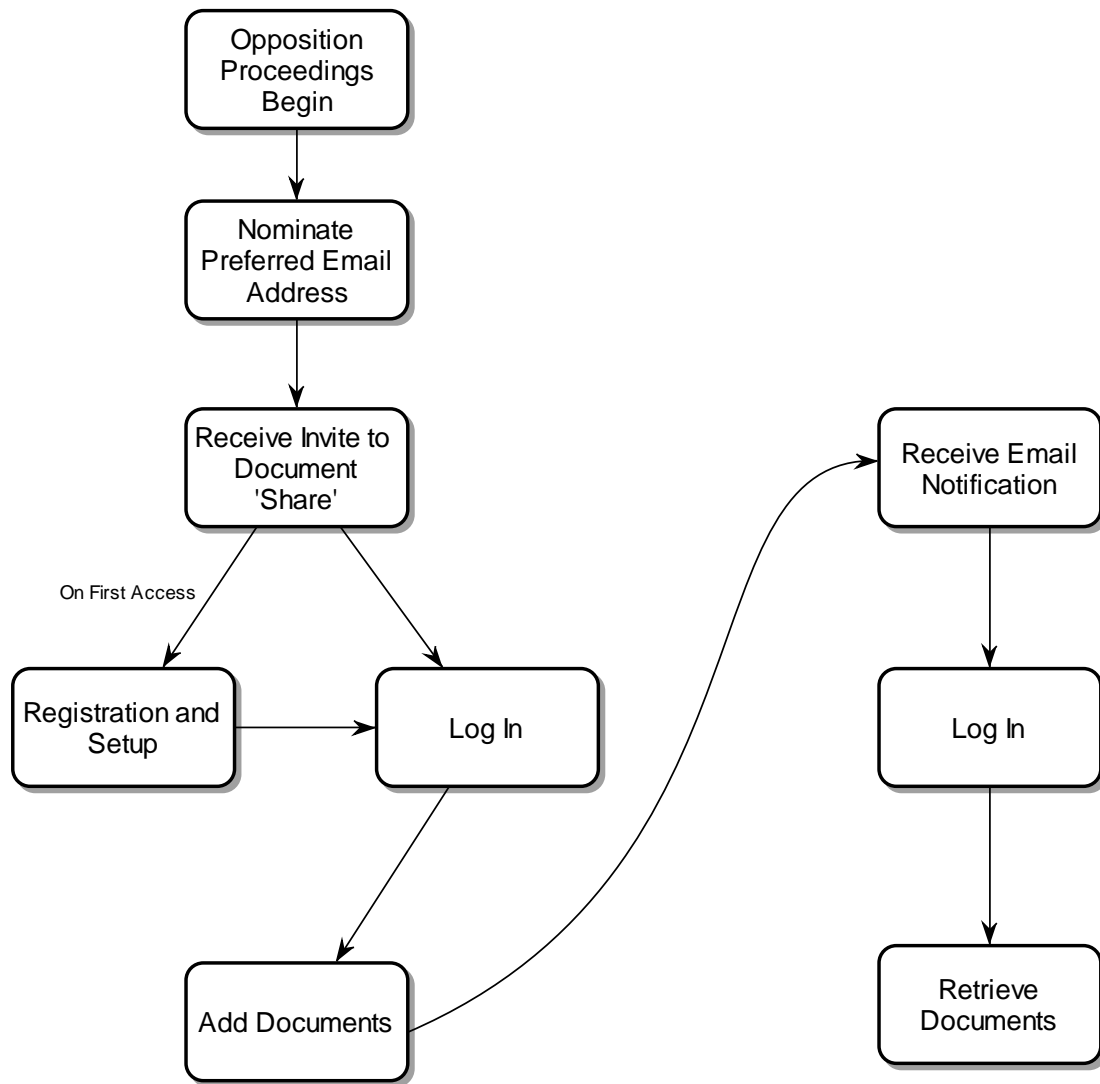 Opposition
Proceedings
Begin
Nominate
Preferred Email
Address
Receive Invite to
Document
'Share'
On First Access
Registration and
Setup
Log In
Add Documents
Receive Email
Notification
Log In
Retrieve
Documents